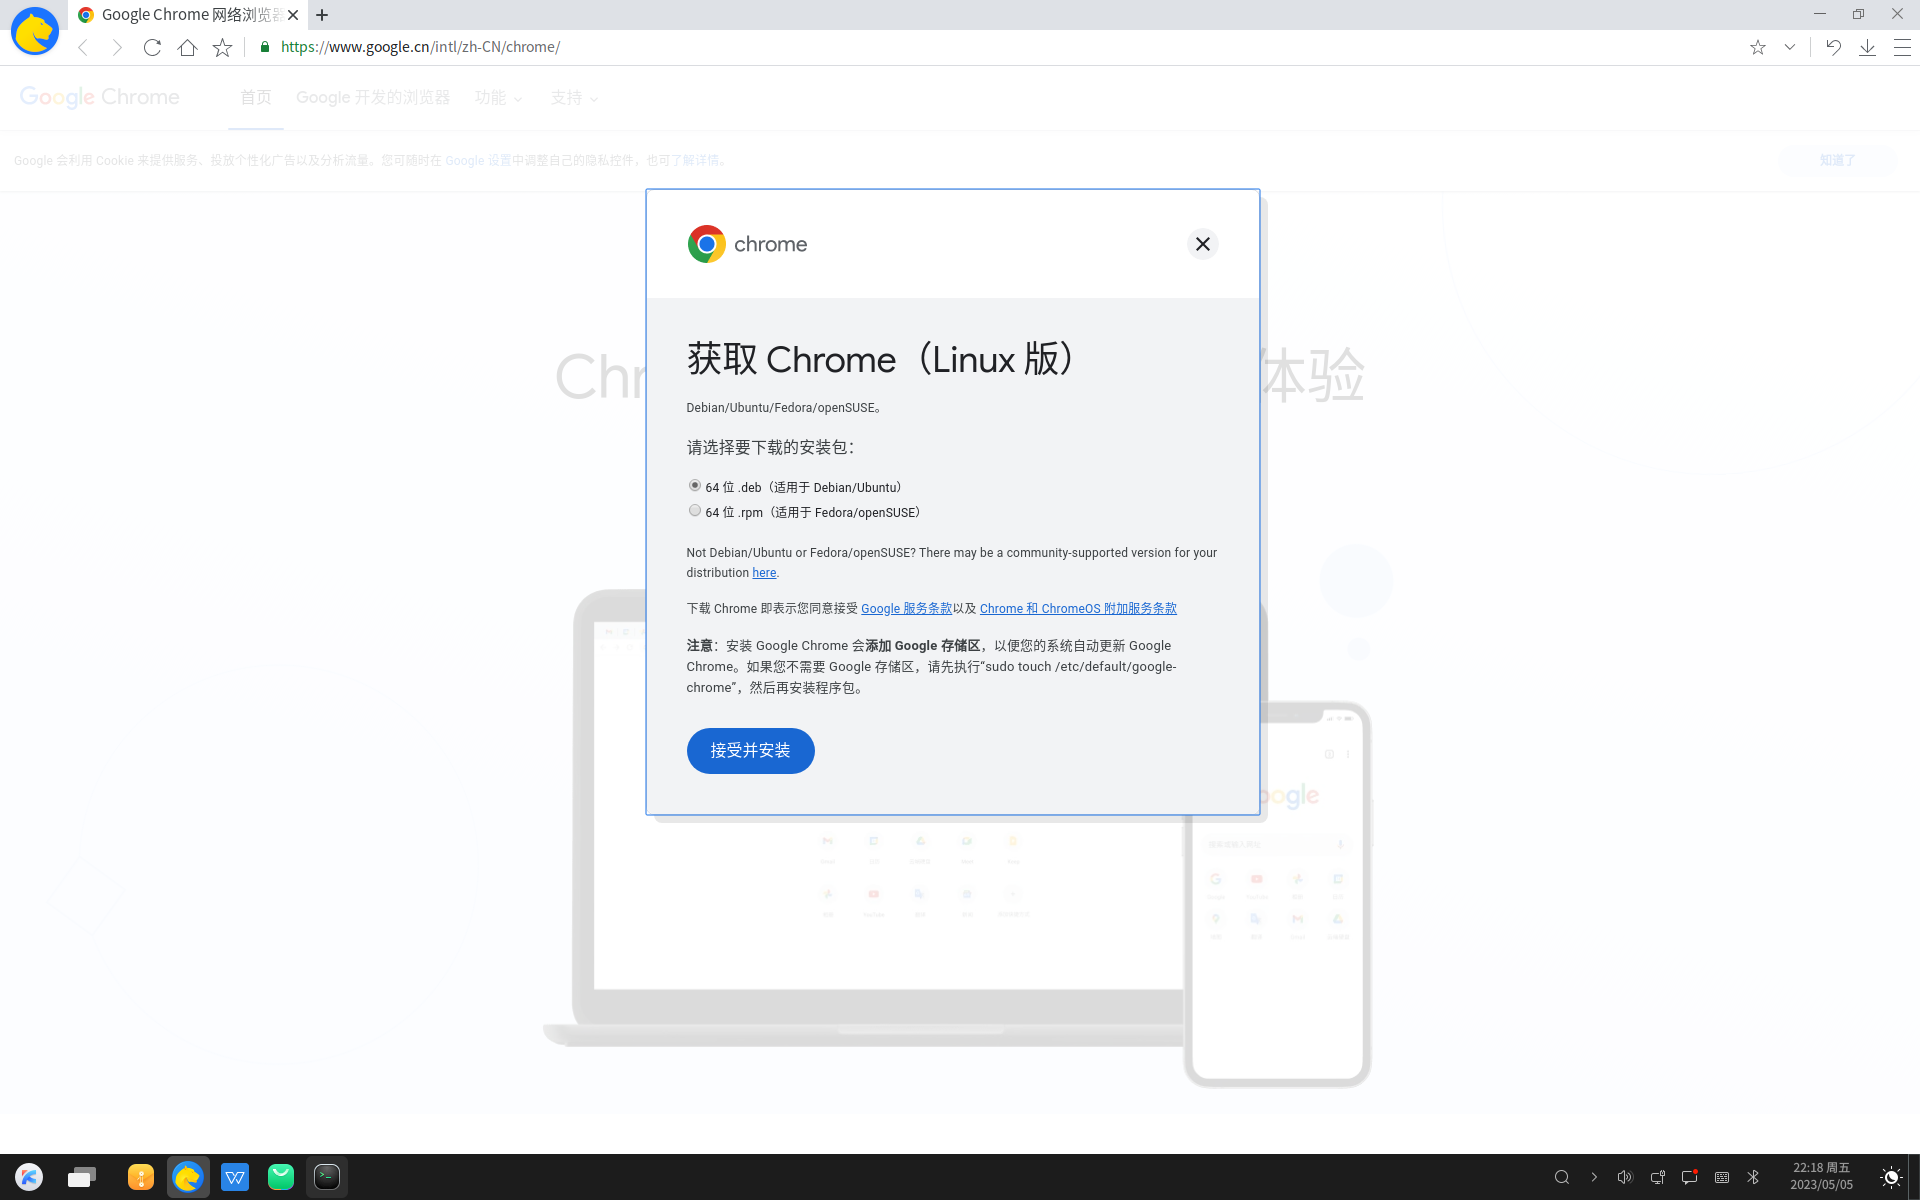 Google Chrome 网络浏览器
https://www.google.cn/intl/zh-CN/chrome/
Google Chrome 首页 Google 开发的浏览器 功能 支持
Google 会利用 Cookie 来提供服务、投放个性化广告以及分析流量。您可随时在 Google 设置中调整自己的隐私控件，也可了解详情。 知道了
chrome
Chr 体验
获取 Chrome（Linux 版）
Debian/Ubuntu/Fedora/openSUSE。
请选择要下载的安装包：
64 位 .deb（适用于 Debian/Ubuntu）
64 位 .rpm（适用于 Fedora/openSUSE）
Not Debian/Ubuntu or Fedora/openSUSE? There may be a community-supported version for your
distribution here.
下载 Chrome 即表示您同意接受 Google 服务条款以及 Chrome 和 ChromeOS 附加服务条款
注意：安装 Google Chrome 会添加 Google 存储区，以便您的系统自动更新 Google
Chrome。如果您不需要 Google 存储区，请先执行“sudo touch /etc/default/google-
chrome”，然后再安装程序包。
接受并安装
oogle
22:18 周五
2023/05/05